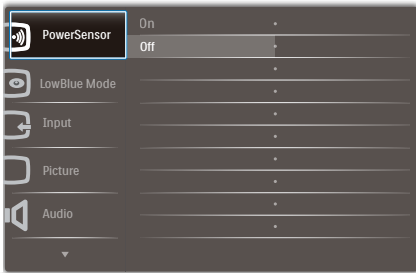 PowerSensor
On
Off
LowBlue Mode
Input
Picture
Audio